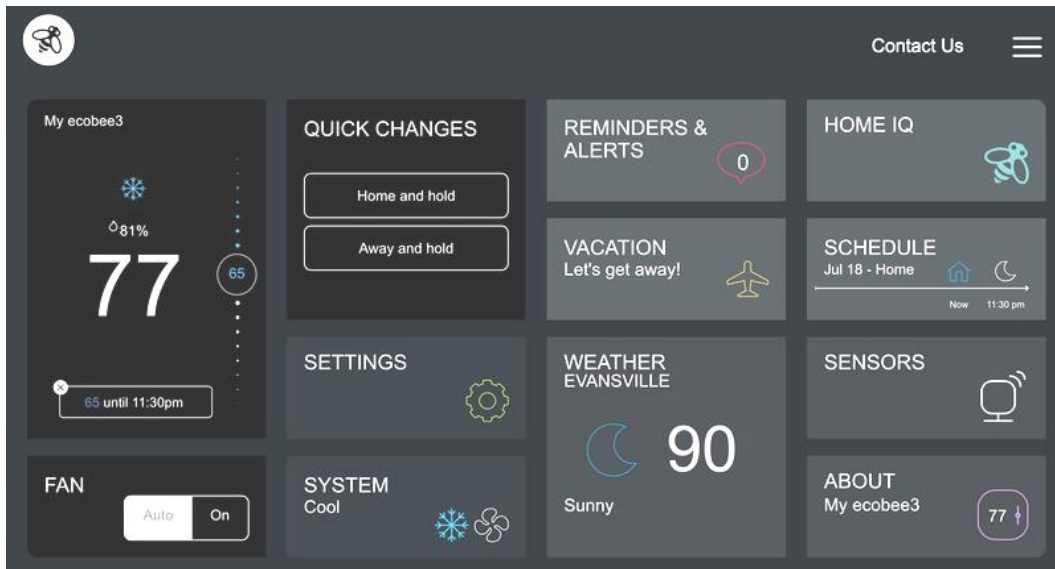 Contact Us
My ecobee3
81%
77
65
65 until 11:30pm
FAN
Auto
On
QUICK CHANGES
Home and hold
Away and hold
SETTINGS
SYSTEM
Cool
REMINDERS &
ALERTS
0
VACATION
Let's get away!
WEATHER
EVANSVILLE
90
Sunny
HOME IQ
SCHEDULE
Jul 18 - Home
Now 11:30 pm
SENSORS
ABOUT
My ecobee3
77